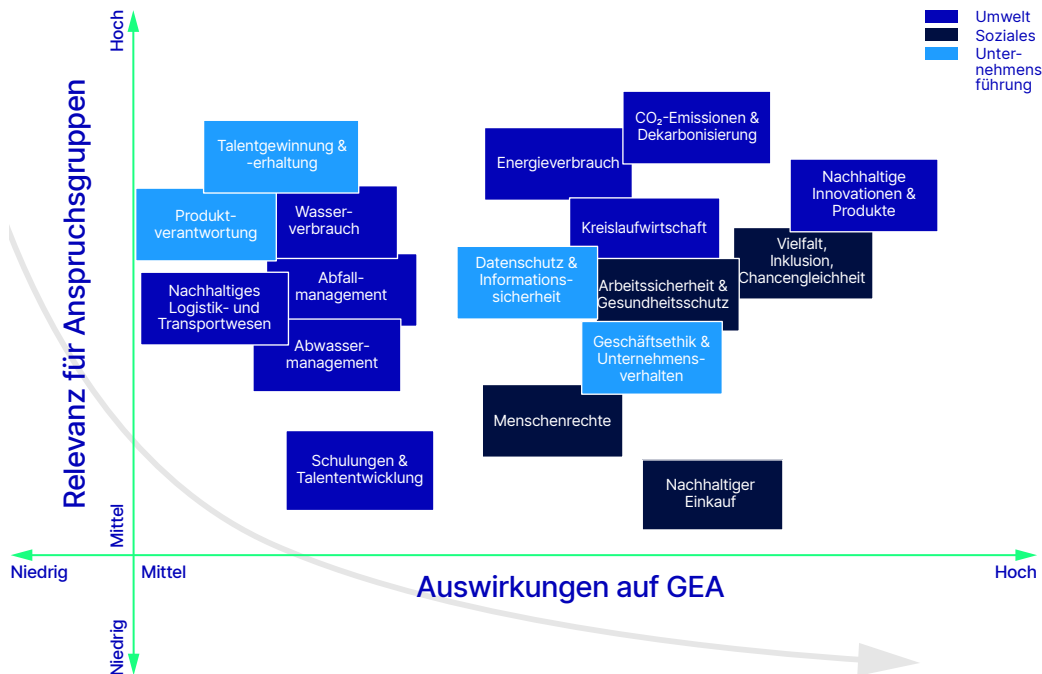 Hoch
Relevanz für Anspruchsgruppen
Mittel
Niedrig
Umwelt
Soziales
Unter-
nehmens
führung
CO₂-Emissionen &
Dekarbonisierung
Talentgewinnung &
-erhaltung
Energieverbrauch
Nachhaltige
Innovationen &
Produkte
Produkt-
verantwortung
Wasser-
verbrauch
Kreislaufwirtschaft
Vielfalt,
Inklusion,
Chancengleichheit
Datenschutz &
Informations-
sicherheit
Abfall-
management
Arbeitssicherheit &
Gesundheitsschutz
Nachhaltiges
Logistik- und
Transportwesen
Abwasser-
management
Geschäftsethik &
Unternehmens-
verhalten
Menschenrechte
Schulungen &
Talententwicklung
Nachhaltiger
Einkauf
Niedrig
Mittel
Auswirkungen auf GEA
Hoch